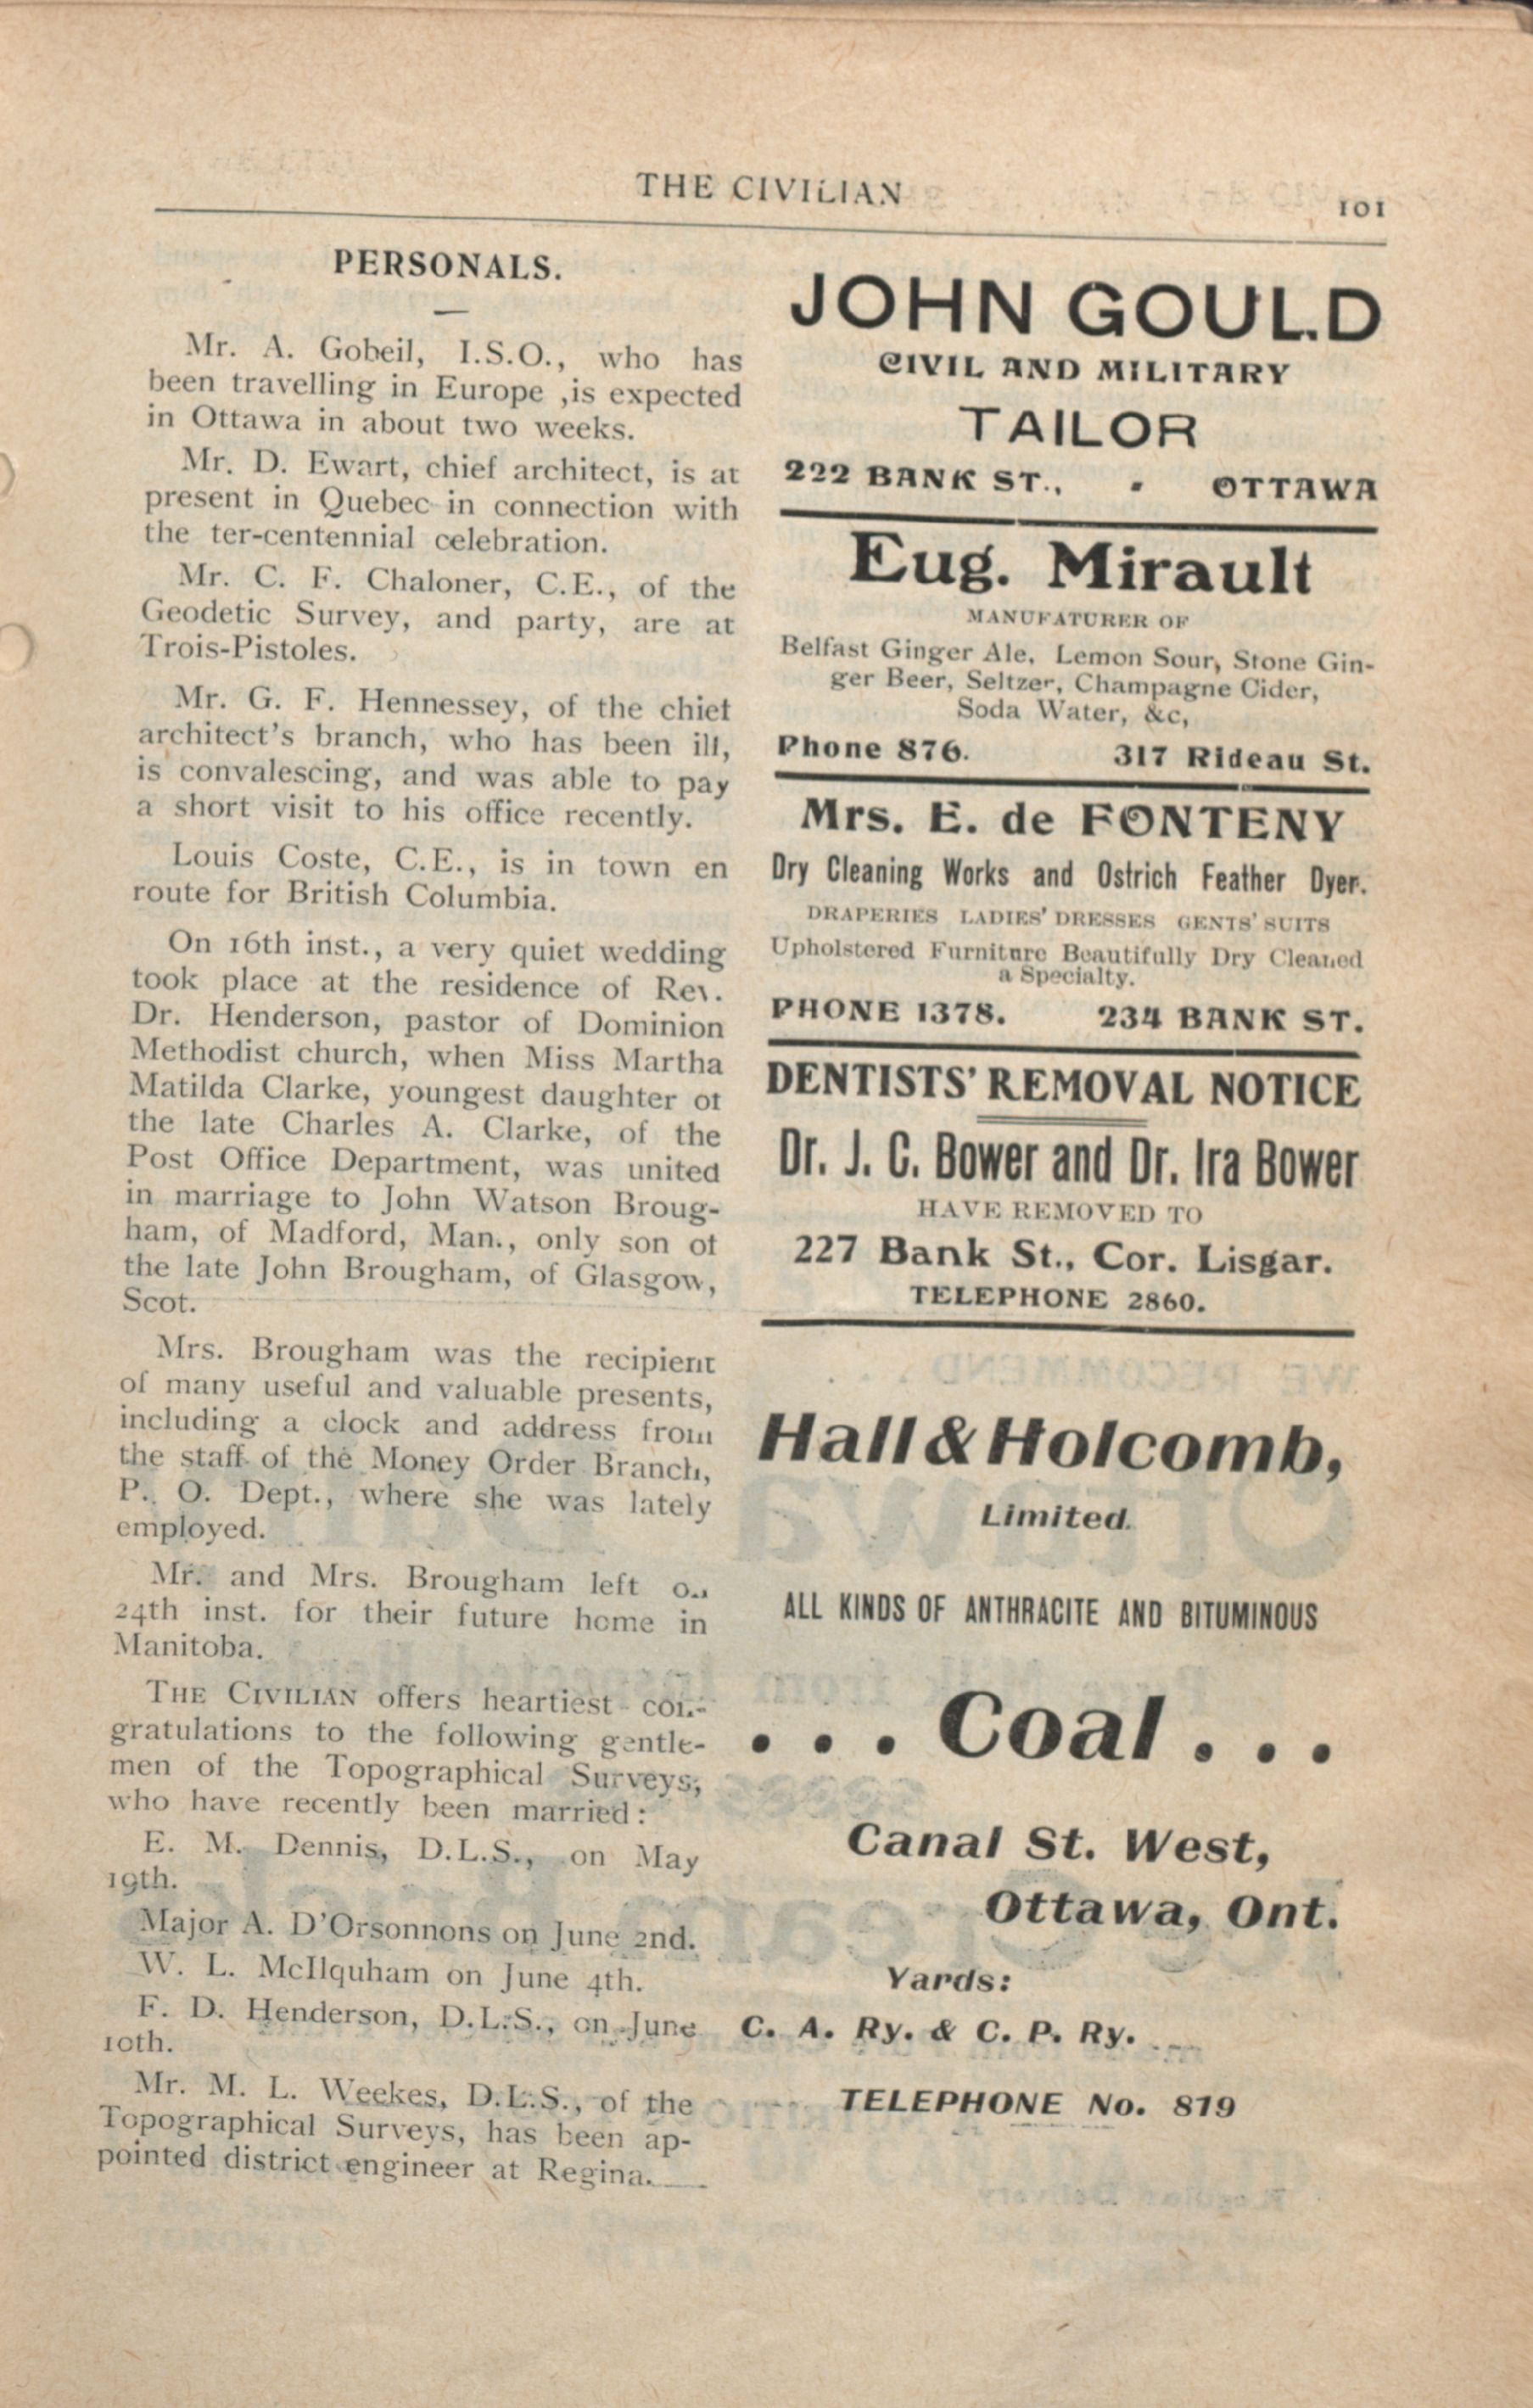 THE CIVILIAN
101
PERSONALS.
Mr. A. Gobeil, I.S.O., who has
been travelling in Europe ,is expected
in Ottawa in about two weeks.
Mr. D. Ewart, chief architect, is at
present in Quebec in connection with
the ter-centennial celebration.
Mr. C. F. Chaloner, C.E., of the
Geodetic Survey, and party, are at
Trois-Pistoles.
Mr. G. F. Hennessey, of the chief
architect's branch, who has been ill,
is convalescing, and was able to pay
a short visit to his office recently.
Louis Coste, C.E., is in town en
route for British Columbia.
On 16th inst., a very quiet wedding
took place at the residence of Rev.
Dr. Henderson, pastor of Dominion
Methodist church, when Miss Martha
Matilda Clarke, youngest daughter of
the late Charles A. Clarke, of the
Post Office Department, was united
in marriage to John Watson Broug-
ham, of Madford, Man., only son of
the late John Brougham, of Glasgow,
Scot.
Mrs. Brougham was the recipient
of many useful and valuable presents,
including a clock and address from
the staff of the Money Order Branch,
P. O. Dept., where she was lately
employed.
Mr. and Mrs. Brougham left on
24th inst. for their future home in
Manitoba.
THE CIVILIAN offers heartiest con-
gratulations to the following gentle-
men of the Topographical Surveys,
who have recently been married:
E. M. Dennis, D.L.S., on May
19th.
Major A. D'Orsonnons on June 2nd.
W. L. McIlquham on June 4th.
F. D. Henderson, D.L.S., on June
10th.
Mr. M. L. Weekes, D.L.S., of the
Topographical Surveys, has been ap-
pointed district engineer at Regina.
JOHN GOULD
CIVIL AND MILITARY
TAILOR
222 BANK ST., - OTTAWA
Eug. Mirault
MANUFATURER OF
Belfast Ginger Ale, Lemon Sour, Stone Gin-
ger Beer, Seltzer, Champagne Cider,
Soda Water, &c,
Phone 876. 317 Rideau St.
Mrs. E. de FONTENY
Dry Cleaning Works and Ostrich Feather Dyer.
DRAPERIES LADIES' DRESSES GENTS' SUITS
Upholstered Furniture Beautifully Dry Cleaned
a Specialty.
PHONE 1378. 234 BANK ST.
DENTISTS' REMOVAL NOTICE
Dr. J. C. Bower and Dr. Ira Bower
HAVE REMOVED TO
227 Bank St., Cor. Lisgar.
TELEPHONE 2860.
Hall & Holcomb,
Limited.
ALL KINDS OF ANTHRACITE AND BITUMINOUS
. . . Coal . . .
Canal St. West,
Ottawa, Ont.
Yards:
C. A. Ry. & C. P. Ry.
TELEPHONE No. 819